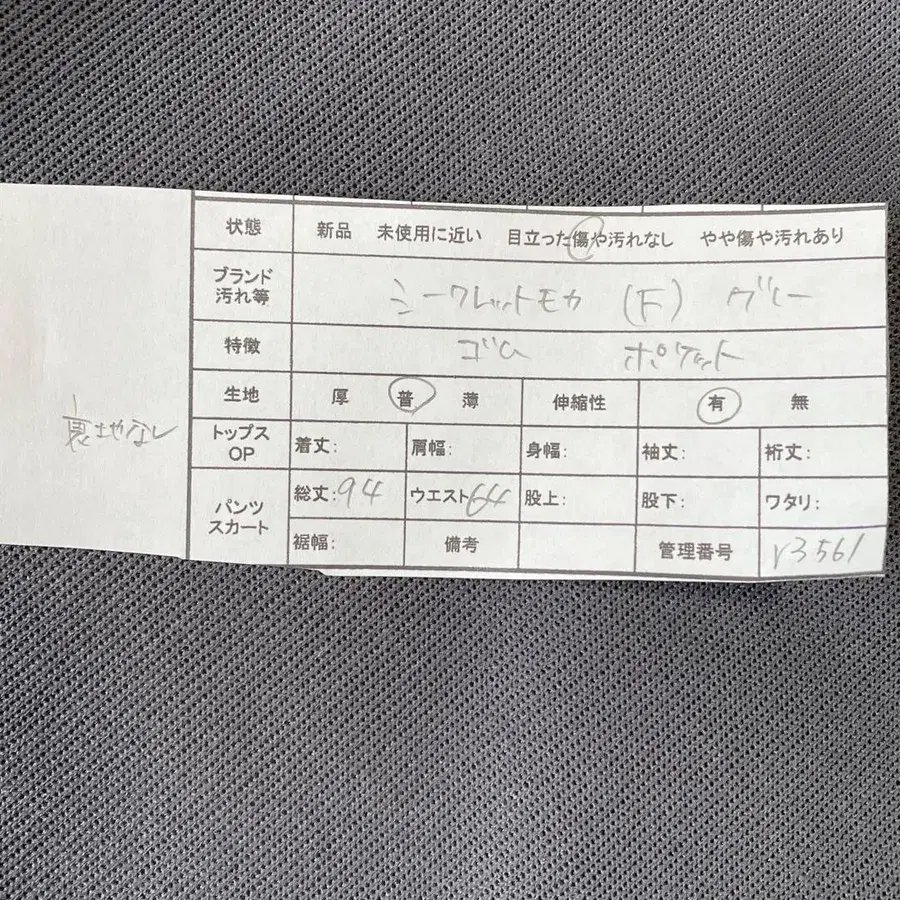 状態 新品 未使用に近い 目立った傷や汚れなし やや傷や汚れあり
ブランド
汚れ等 シークレットモカ (F) グレー
特徴 ゴム ポケット
生地 厚 普 薄 伸縮性 有 無
裏地なし
トップス
OP 着丈: 肩幅: 身幅: 袖丈: 裄丈:
パンツ
スカート 総丈:94 ウエスト64 股上: 股下: ワタリ:
裾幅: 備考 管理番号 r3561